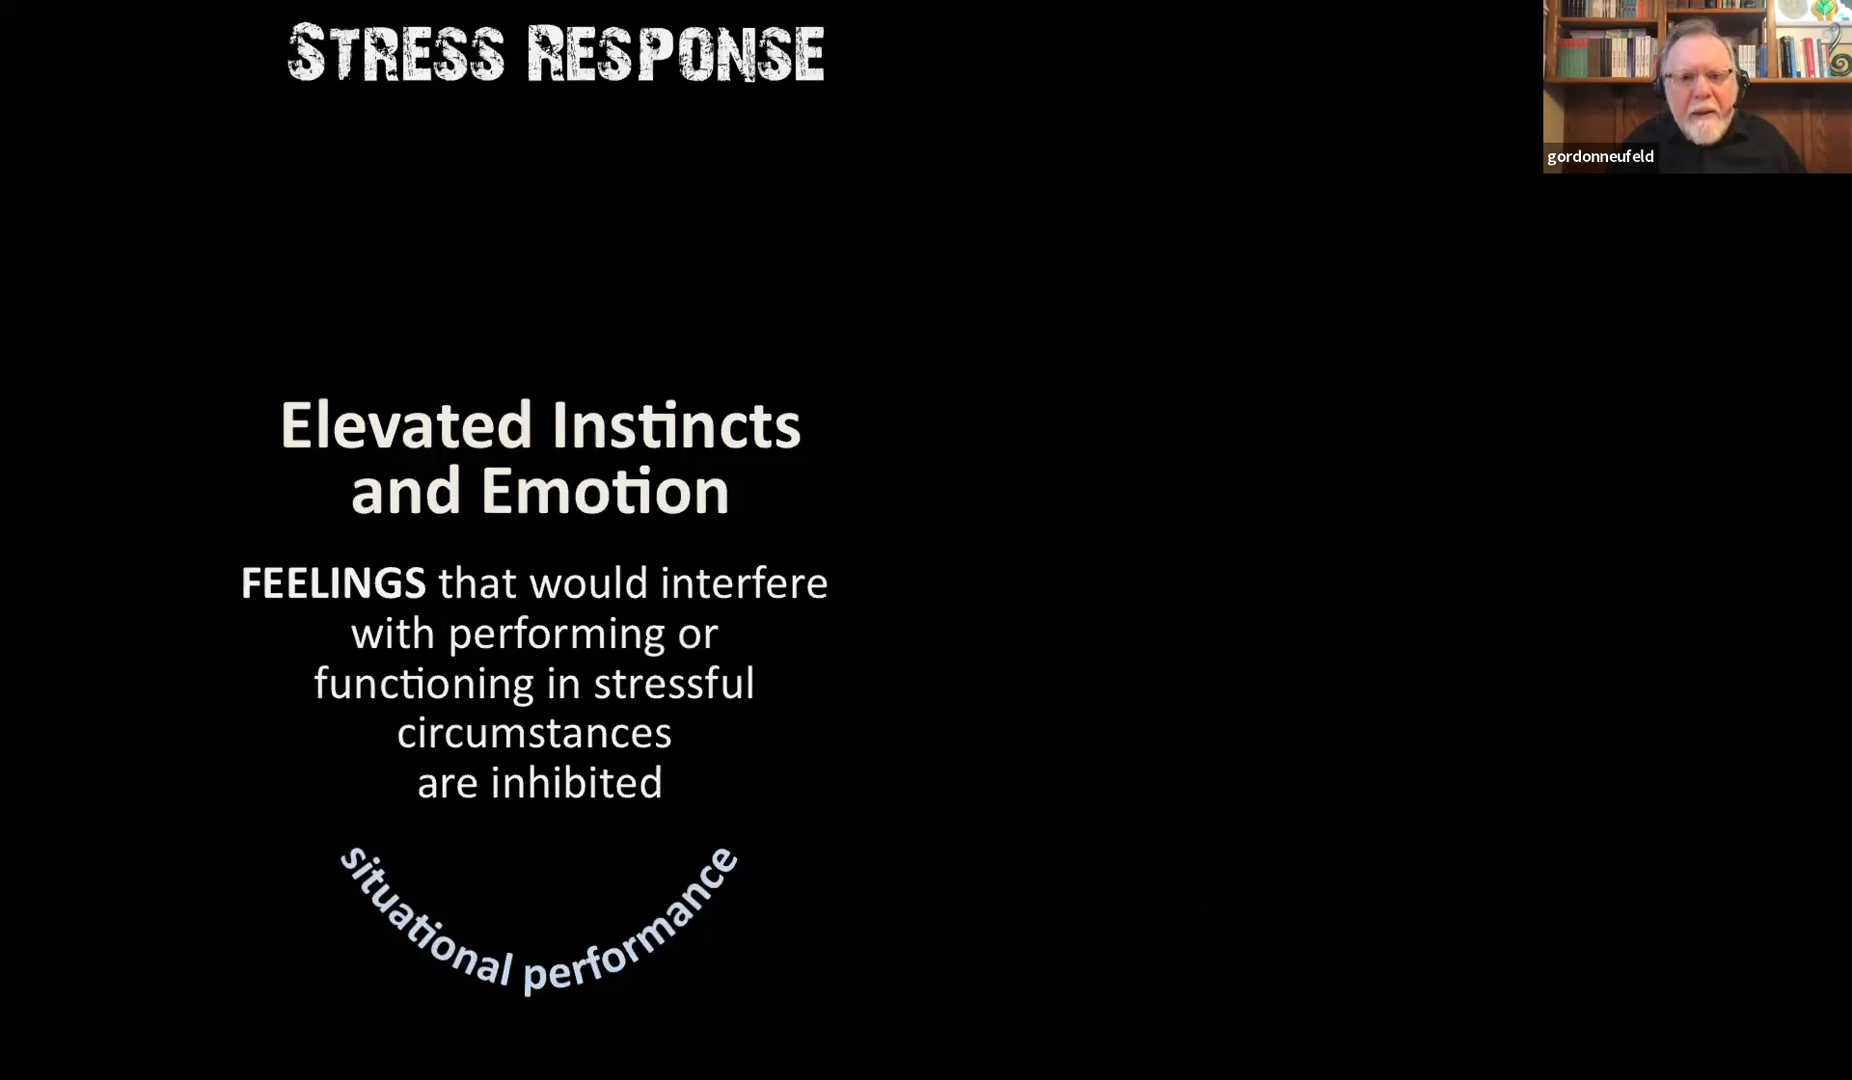 STRESS RESPONSE
gordonneufeld
Elevated Instincts
and Emotion
FEELINGS that would interfere
with performing or
functioning in stressful
circumstances
are inhibited
situational performance